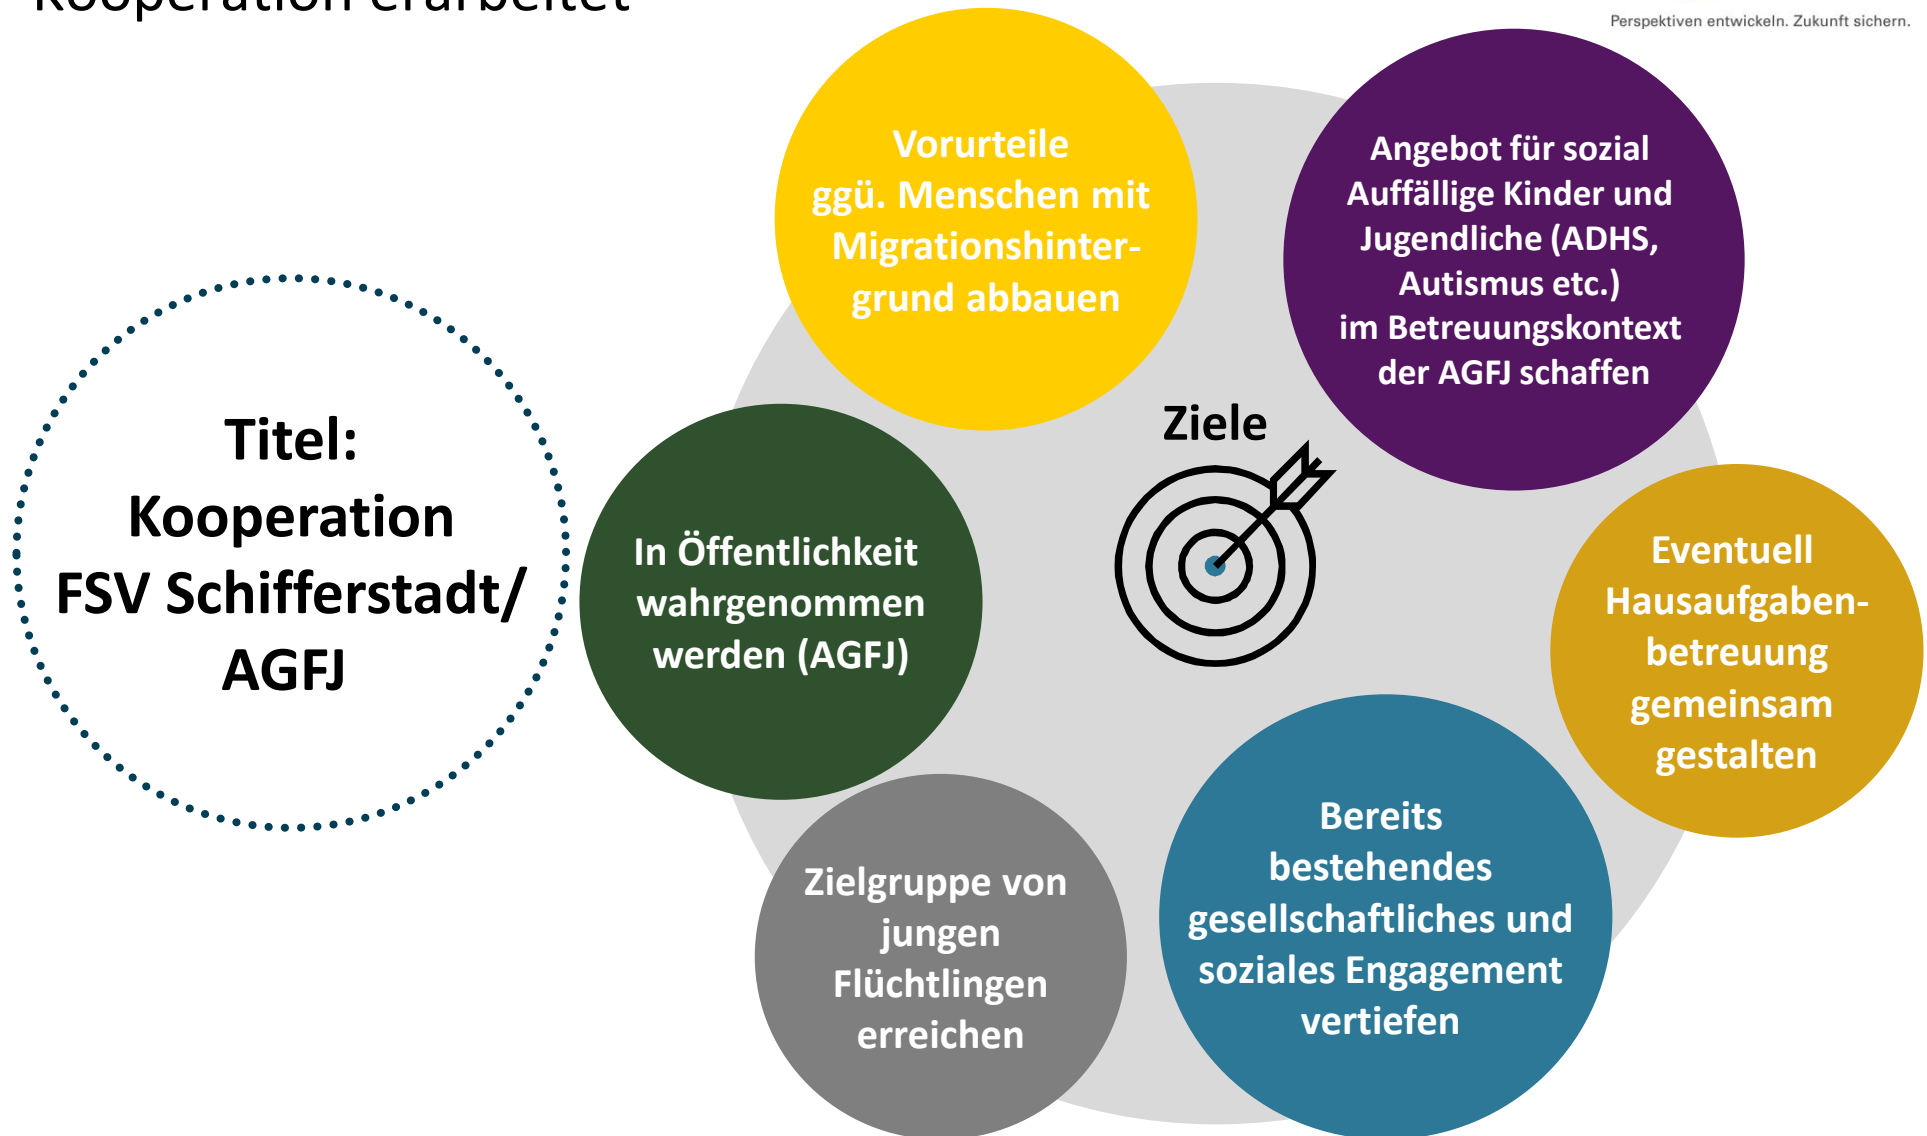 Kooperation erarbeitet
Perspektiven entwickeln. Zukunft sichern.
Titel:
Kooperation
FSV Schifferstadt/
AGFJ
Ziele
Vorurteile
ggü. Menschen mit
Migrationshinter-
grund abbauen
Angebot für sozial
Auffällige Kinder und
Jugendliche (ADHS,
Autismus etc.)
im Betreuungskontext
der AGFJ schaffen
In Öffentlichkeit
wahrgenommen
werden (AGFJ)
Eventuell
Hausaufgaben-
betreuung
gemeinsam
gestalten
Zielgruppe von
jungen
Flüchtlingen
erreichen
Bereits
bestehendes
gesellschaftliches und
soziales Engagement
vertiefen